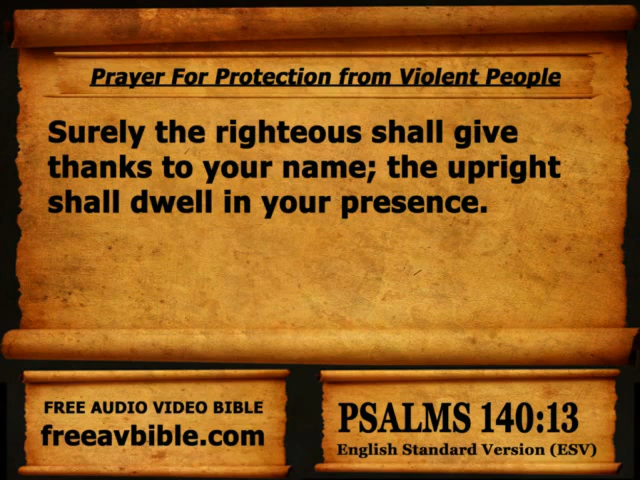 Prayer For Protection from Violent People
Surely the righteous shall give
thanks to your name; the upright
shall dwell in your presence.
FREE AUDIO VIDEO BIBLE
freeavbible.com
PSALMS 140:13
English Standard Version (ESV)